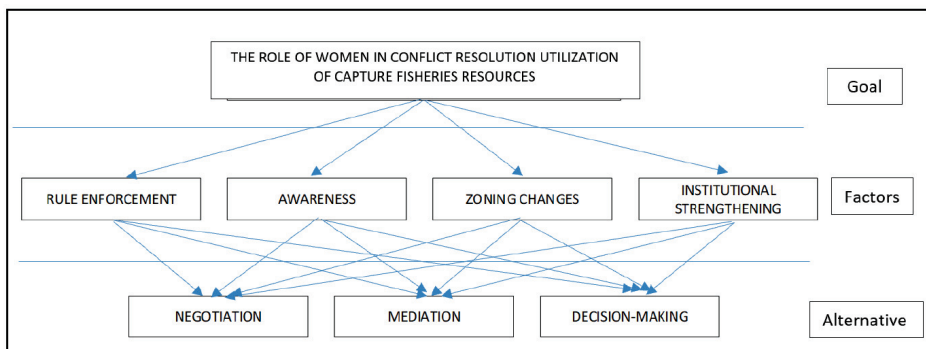 THE ROLE OF WOMEN IN CONFLICT RESOLUTION UTILIZATION
OF CAPTURE FISHERIES RESOURCES
Goal
RULE ENFORCEMENT
AWARENESS
ZONING CHANGES
INSTITUTIONAL
STRENGTHENING
Factors
NEGOTIATION
MEDIATION
DECISION-MAKING
Alternative